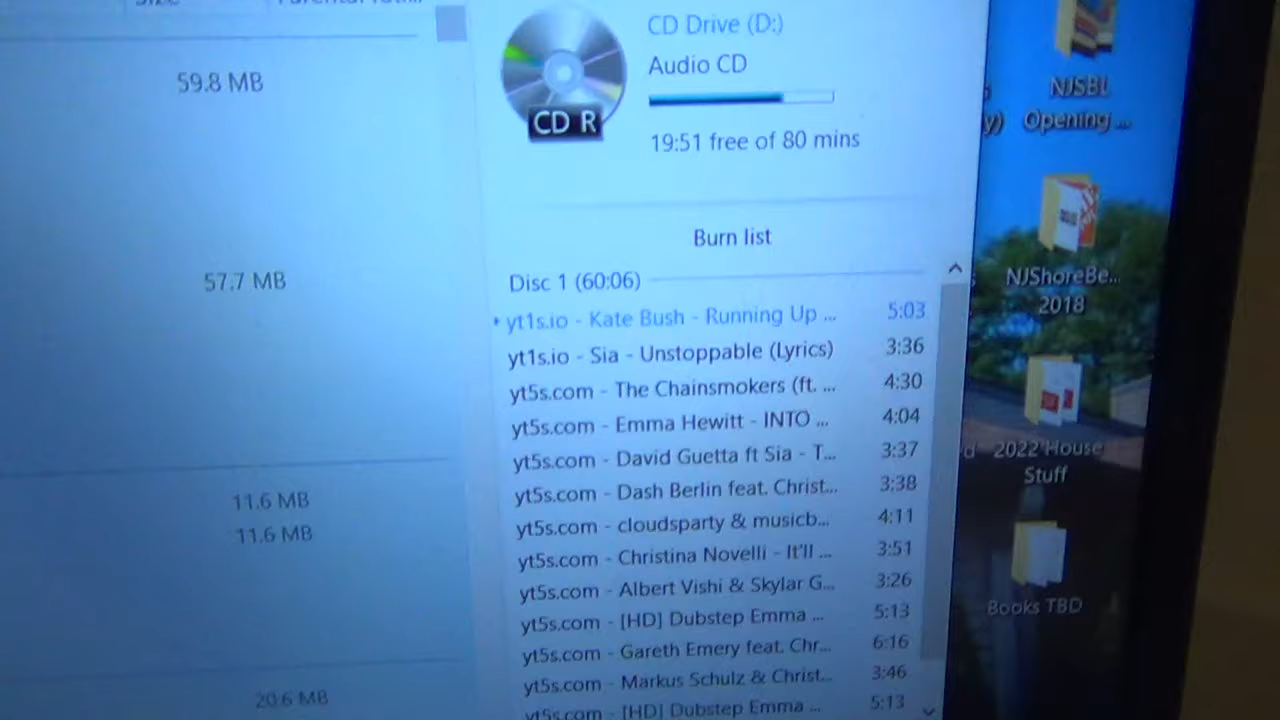 Size
59.8 MB
57.7 MB
11.6 MB
11.6 MB
20.6 MB
CD R
CD Drive (D:)
Audio CD
19:51 free of 80 mins
Burn list
Disc 1 (60:06)
yt1s.io - Kate Bush - Running Up ... 5:03
yt1s.io - Sia - Unstoppable (Lyrics) 3:36
yt5s.com - The Chainsmokers (ft. ... 4:30
yt5s.com - Emma Hewitt - INTO ... 4:04
yt5s.com - David Guetta ft Sia - T... 3:37
yt5s.com - Dash Berlin feat. Christ... 3:38
yt5s.com - cloudsparty & musicb... 4:11
yt5s.com - Christina Novelli - It'll ... 3:51
yt5s.com - Albert Vishi & Skylar G... 3:26
yt5s.com - [HD] Dubstep Emma ... 5:13
yt5s.com - Gareth Emery feat. Chr... 6:16
yt5s.com - Markus Schulz & Christ... 3:46
yt5s.com - [HD] Dubstep Emma ... 5:13
NJSBL
Opening ...
y)
NJShoreBe...
2018
2022 House
Stuff
Books TBD